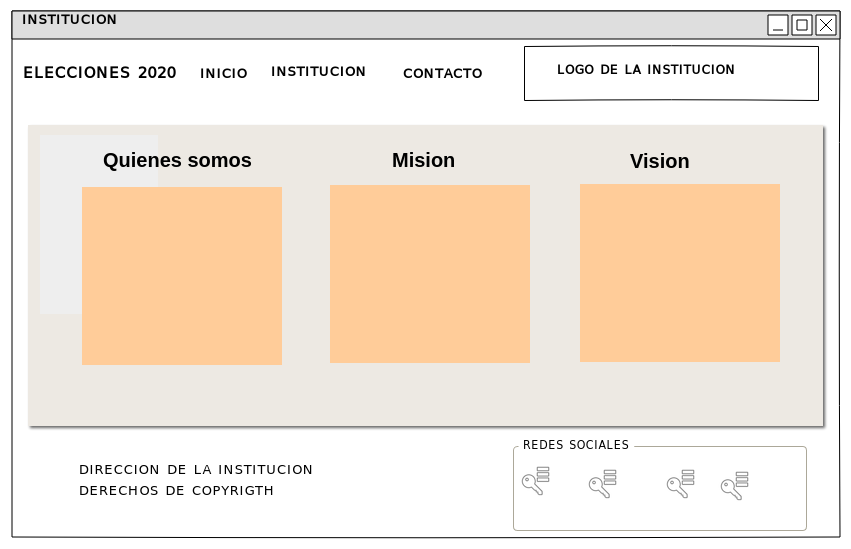 INSTITUCION
ELECCIONES 2020 INICIO INSTITUCION CONTACTO LOGO DE LA INSTITUCION
Quienes somos Mision Vision
REDES SOCIALES
DIRECCION DE LA INSTITUCION
DERECHOS DE COPYRIGTH